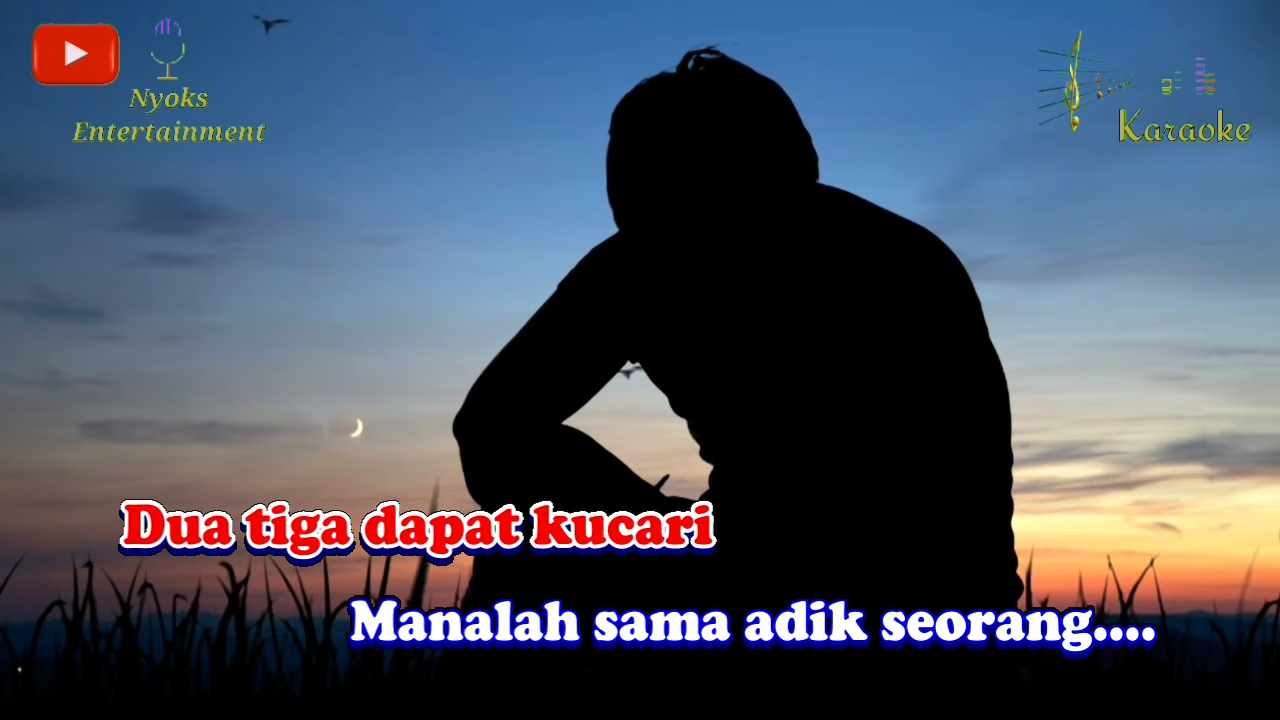 Nyoks
Entertainment
Karaoke
Dua tiga dapat kucari
Manalah sama adik seorang....